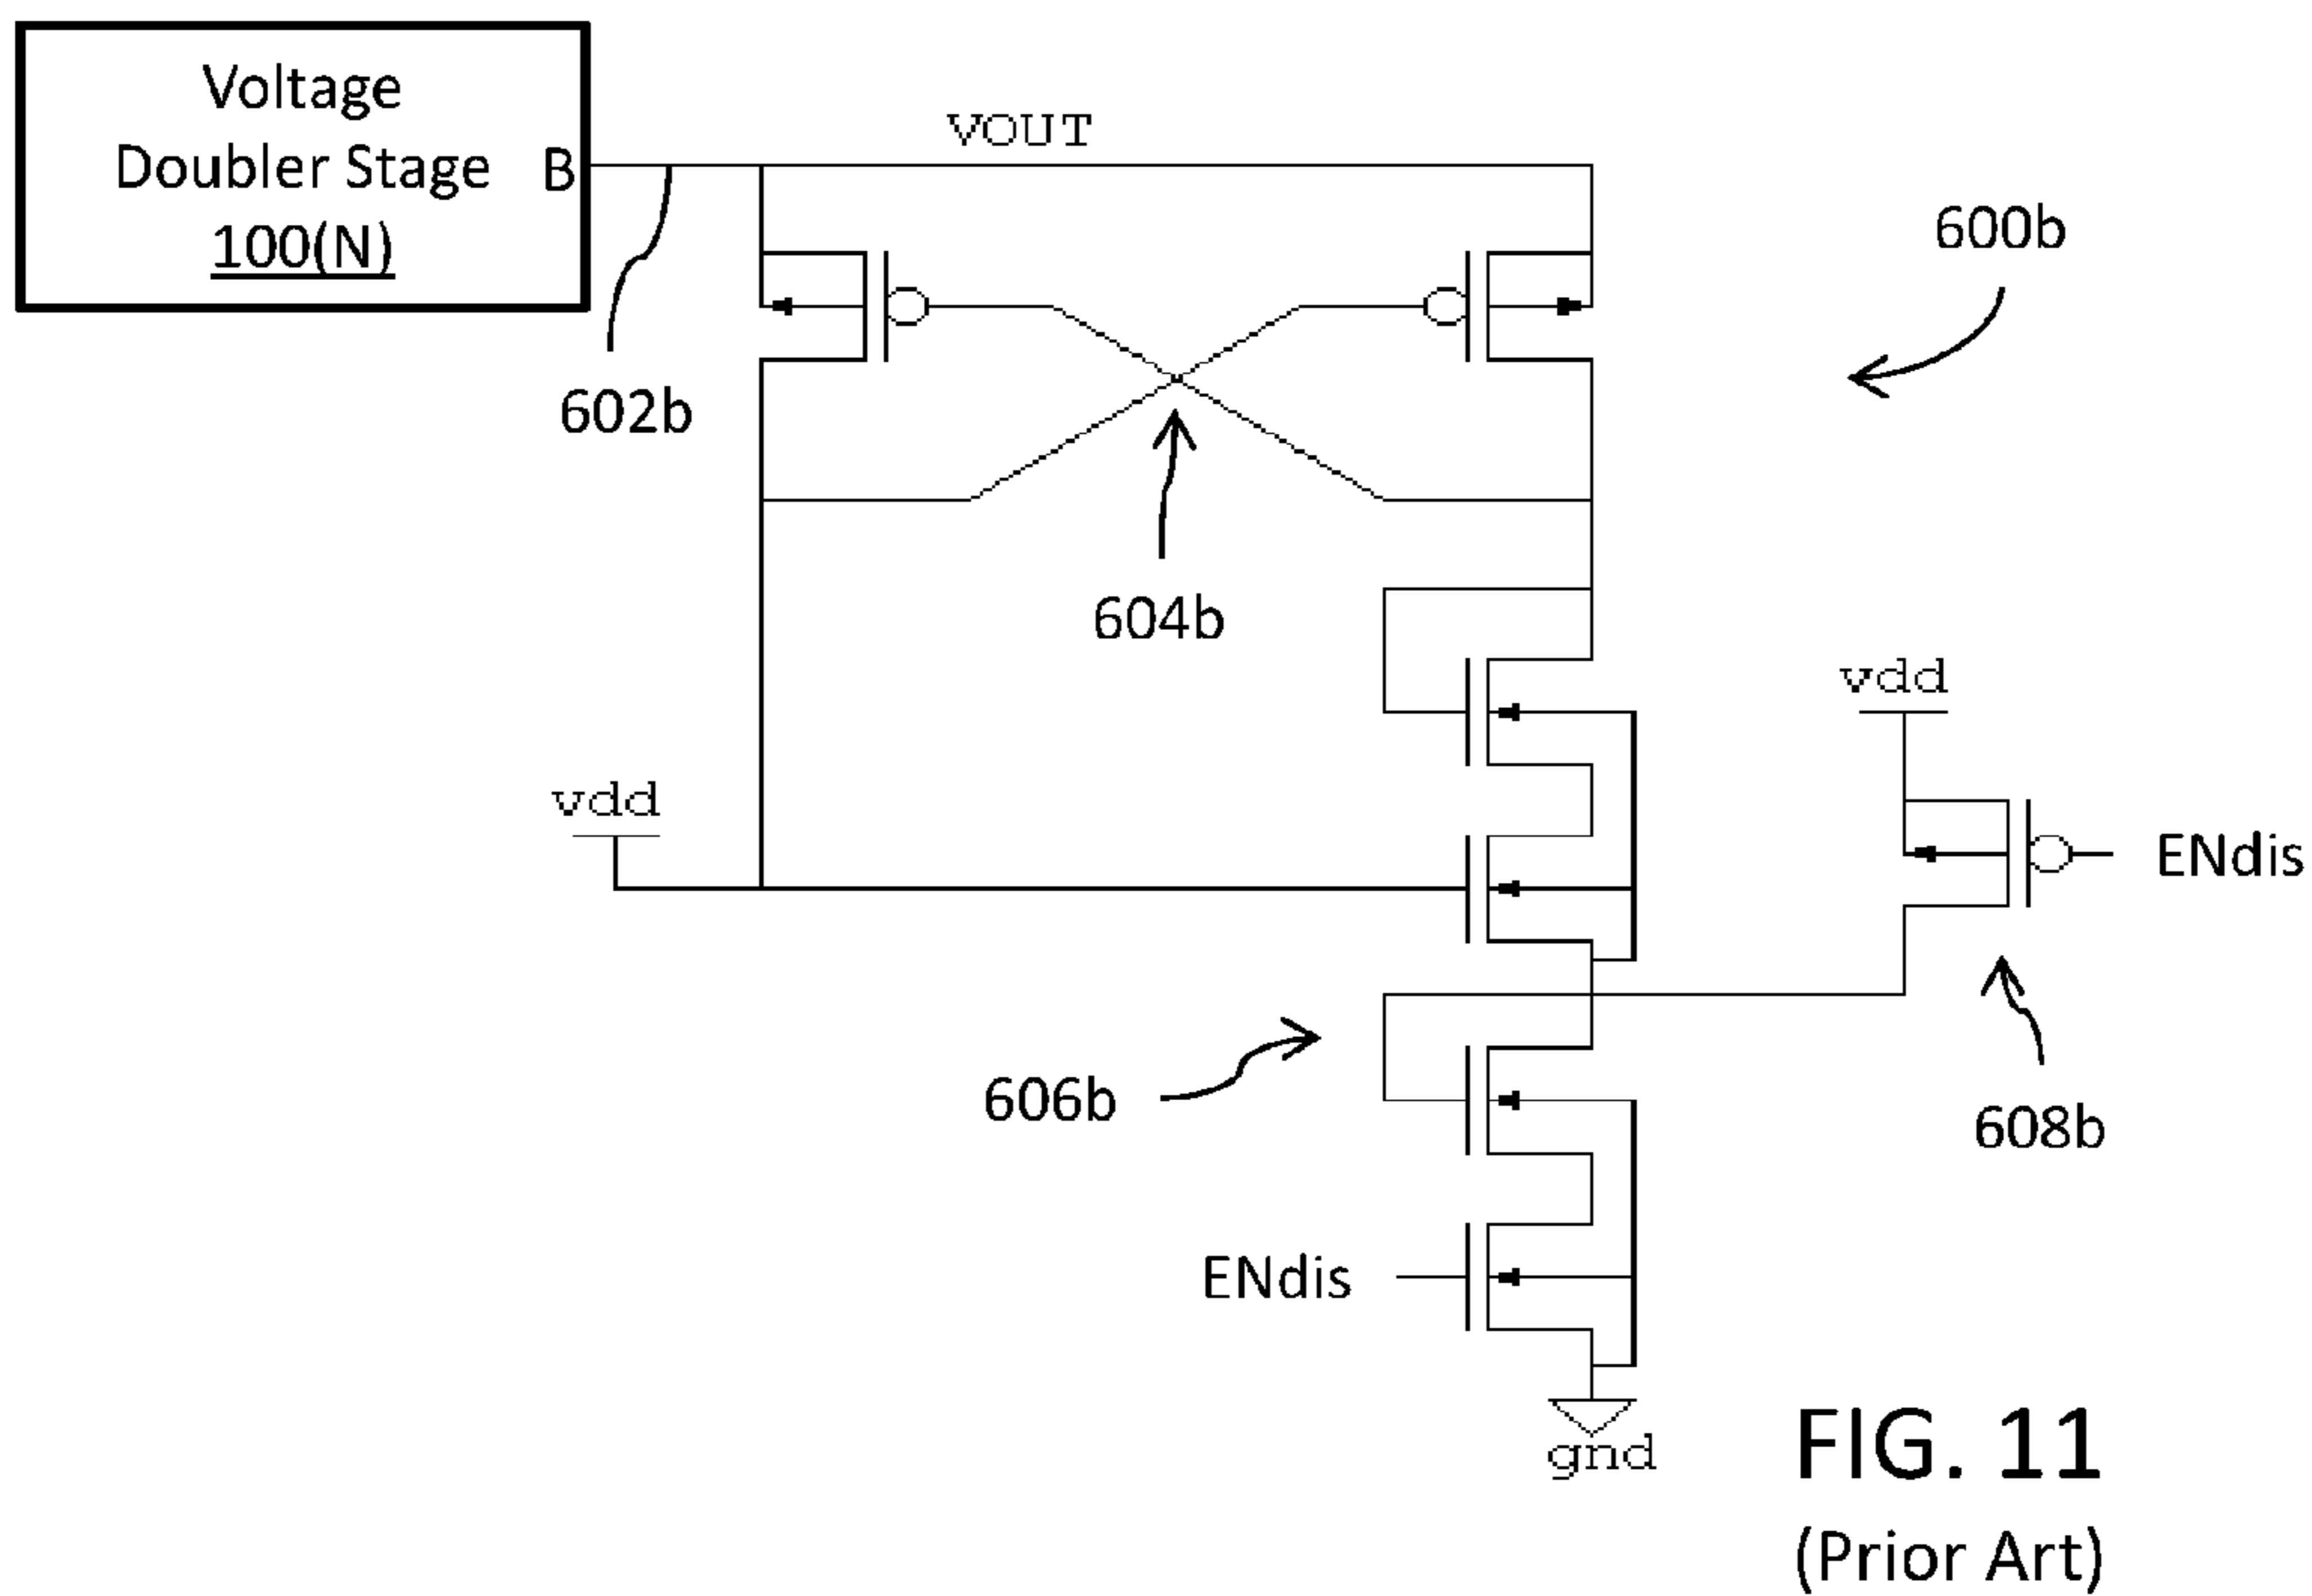 Voltage
Doubler Stage
100(N)
B
VOUT
600b
602b
604b
vdd
vdd
ENdis
606b
608b
ENdis
gnd
FIG. 11
(Prior Art)